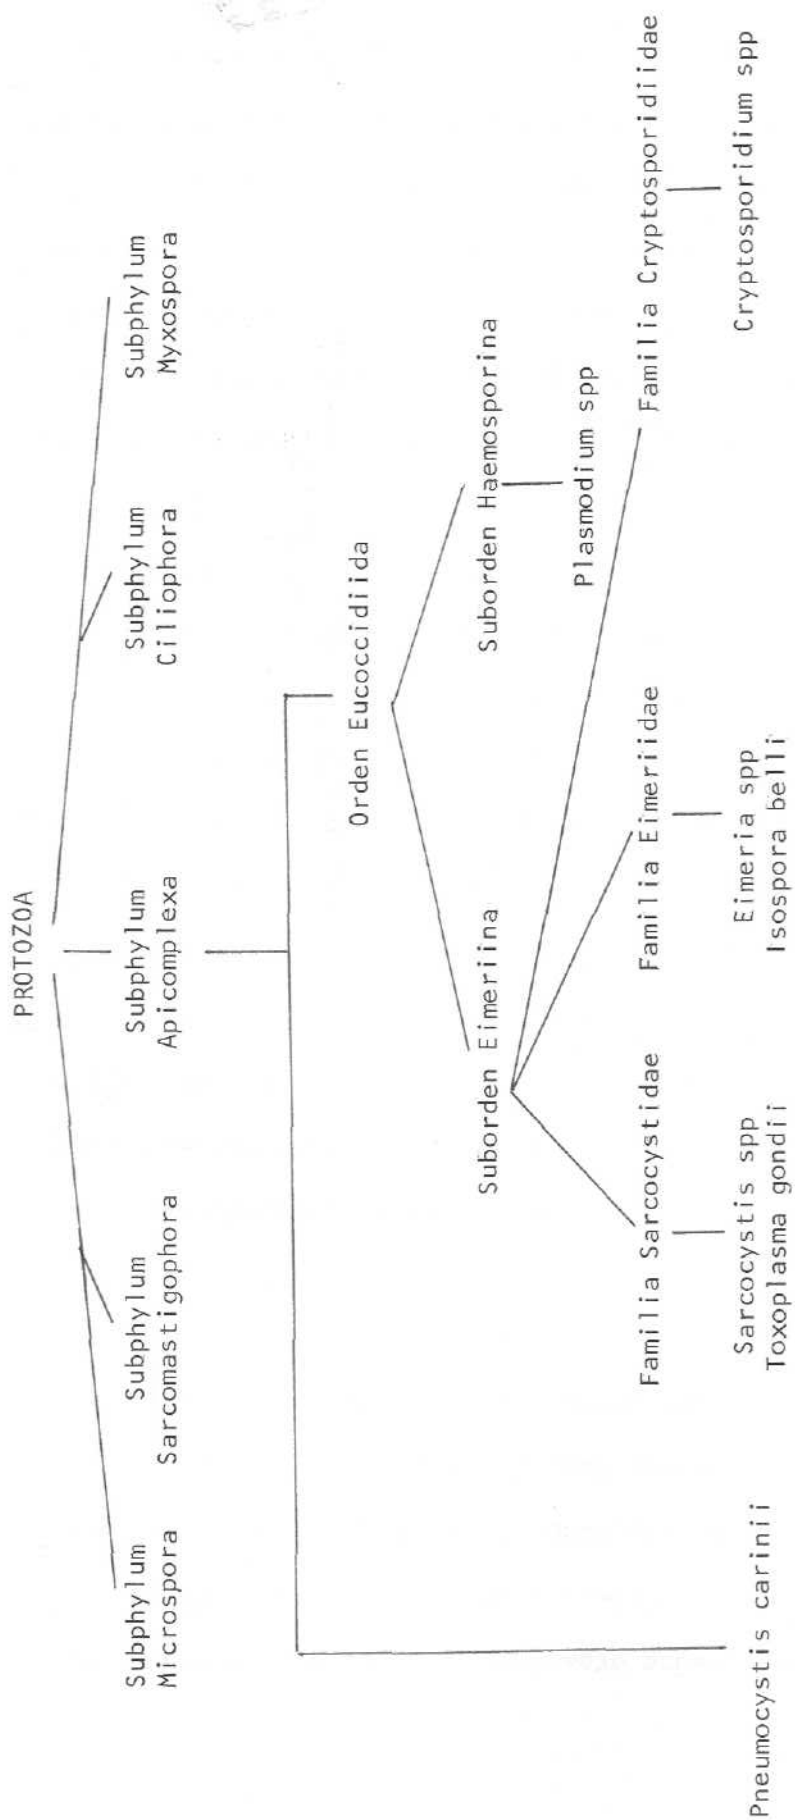 PROTOZOA
Subphylum
Microspora
Subphylum
Sarcomastigophora
Subphylum
Apicomplexa
Subphylum
Ciliophora
Subphylum
Myxospora
Orden Eucoccidiida
Suborden Eimeriina
Suborden Haemosporina
Plasmodium spp
Familia Sarcocystidae
Familia Eimeriidae
Familia Cryptosporidiidae
Sarcocystis spp
Toxoplasma gondii
Eimeria spp
Isospora belli
Cryptosporidium spp
Pneumocystis carinii